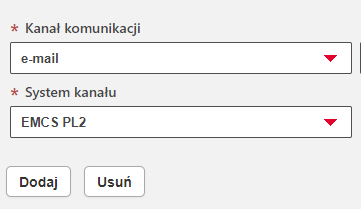 * Kanał komunikacji
e-mail
* System kanału
EMCS PL2
Dodaj Usuń